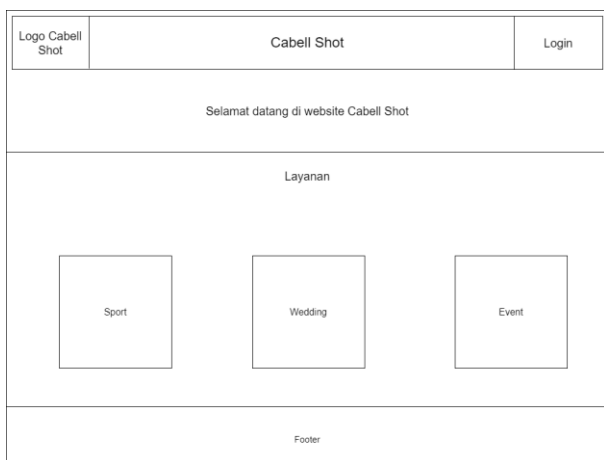 Logo Cabell
Shot
Cabell Shot
Login
Selamat datang di website Cabell Shot
Layanan
Sport
Wedding
Event
Footer